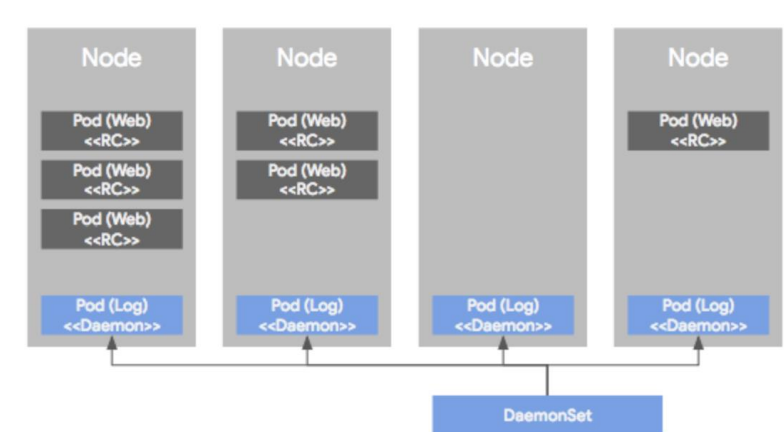 Node
Pod (Web)
<<RC>>
Pod (Web)
<<RC>>
Pod (Web)
<<RC>>
Pod (Log)
<<Daemon>>
Node
Pod (Web)
<<RC>>
Pod (Web)
<<RC>>
Pod (Log)
<<Daemon>>
Node
Pod (Log)
<<Daemon>>
Node
Pod (Web)
<<RC>>
Pod (Log)
<<Daemon>>
DaemonSet